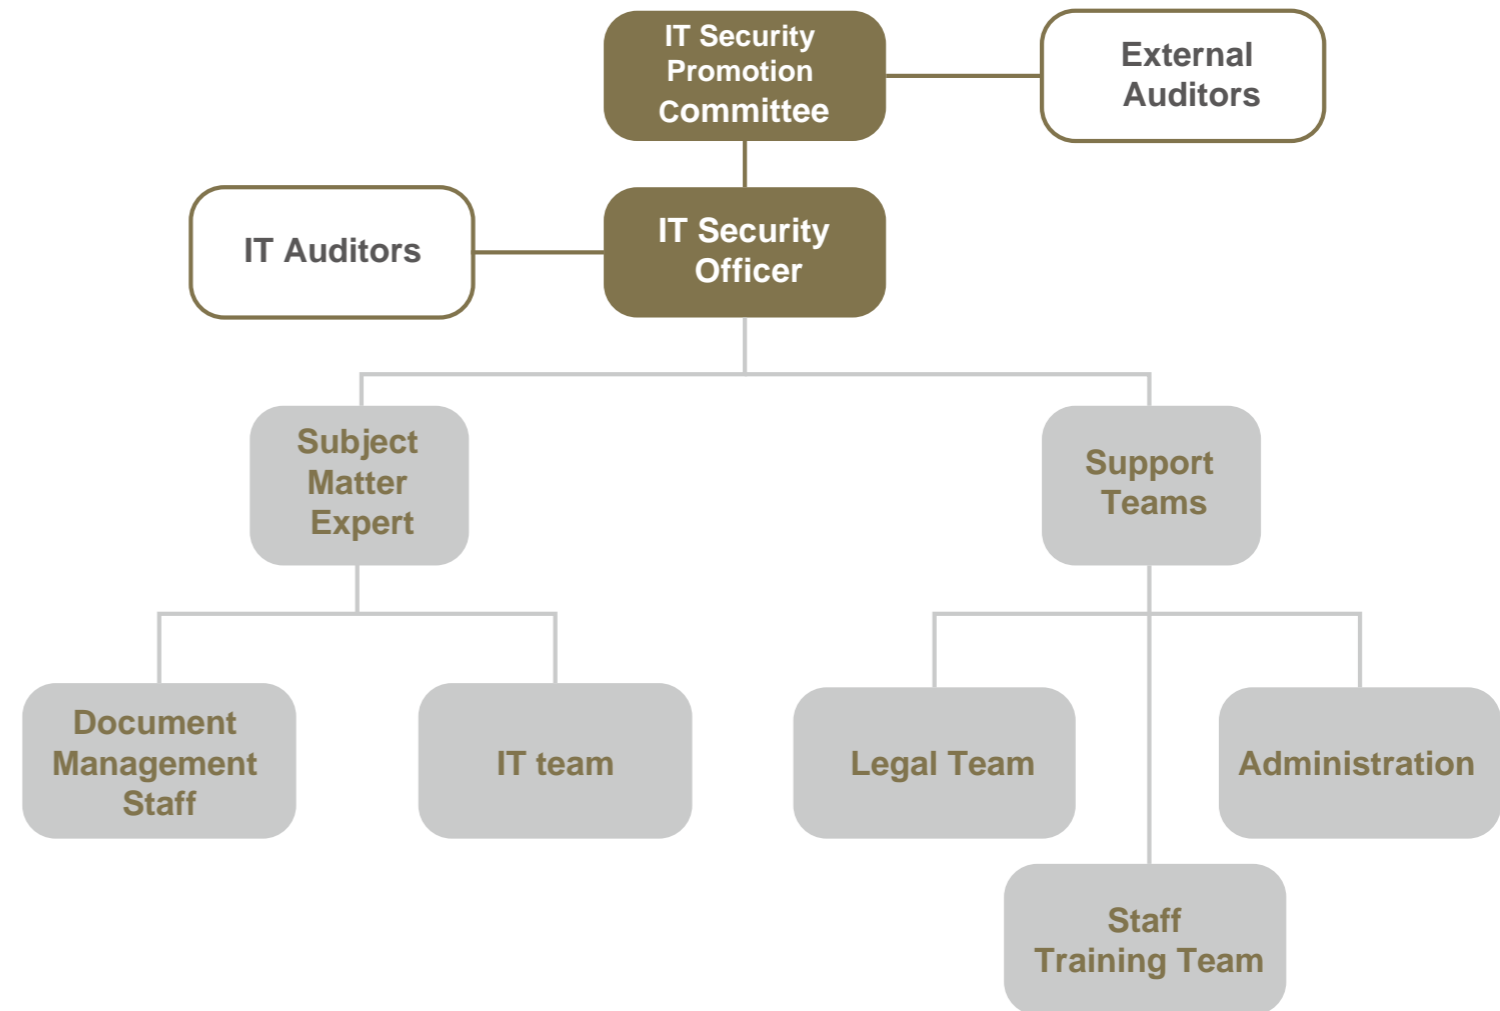 IT Security
Promotion
Committee
External
Auditors
IT Auditors
IT Security
Officer
Subject
Matter
Expert
Support
Teams
Document
Management
Staff
IT team
Legal Team
Administration
Staff
Training Team